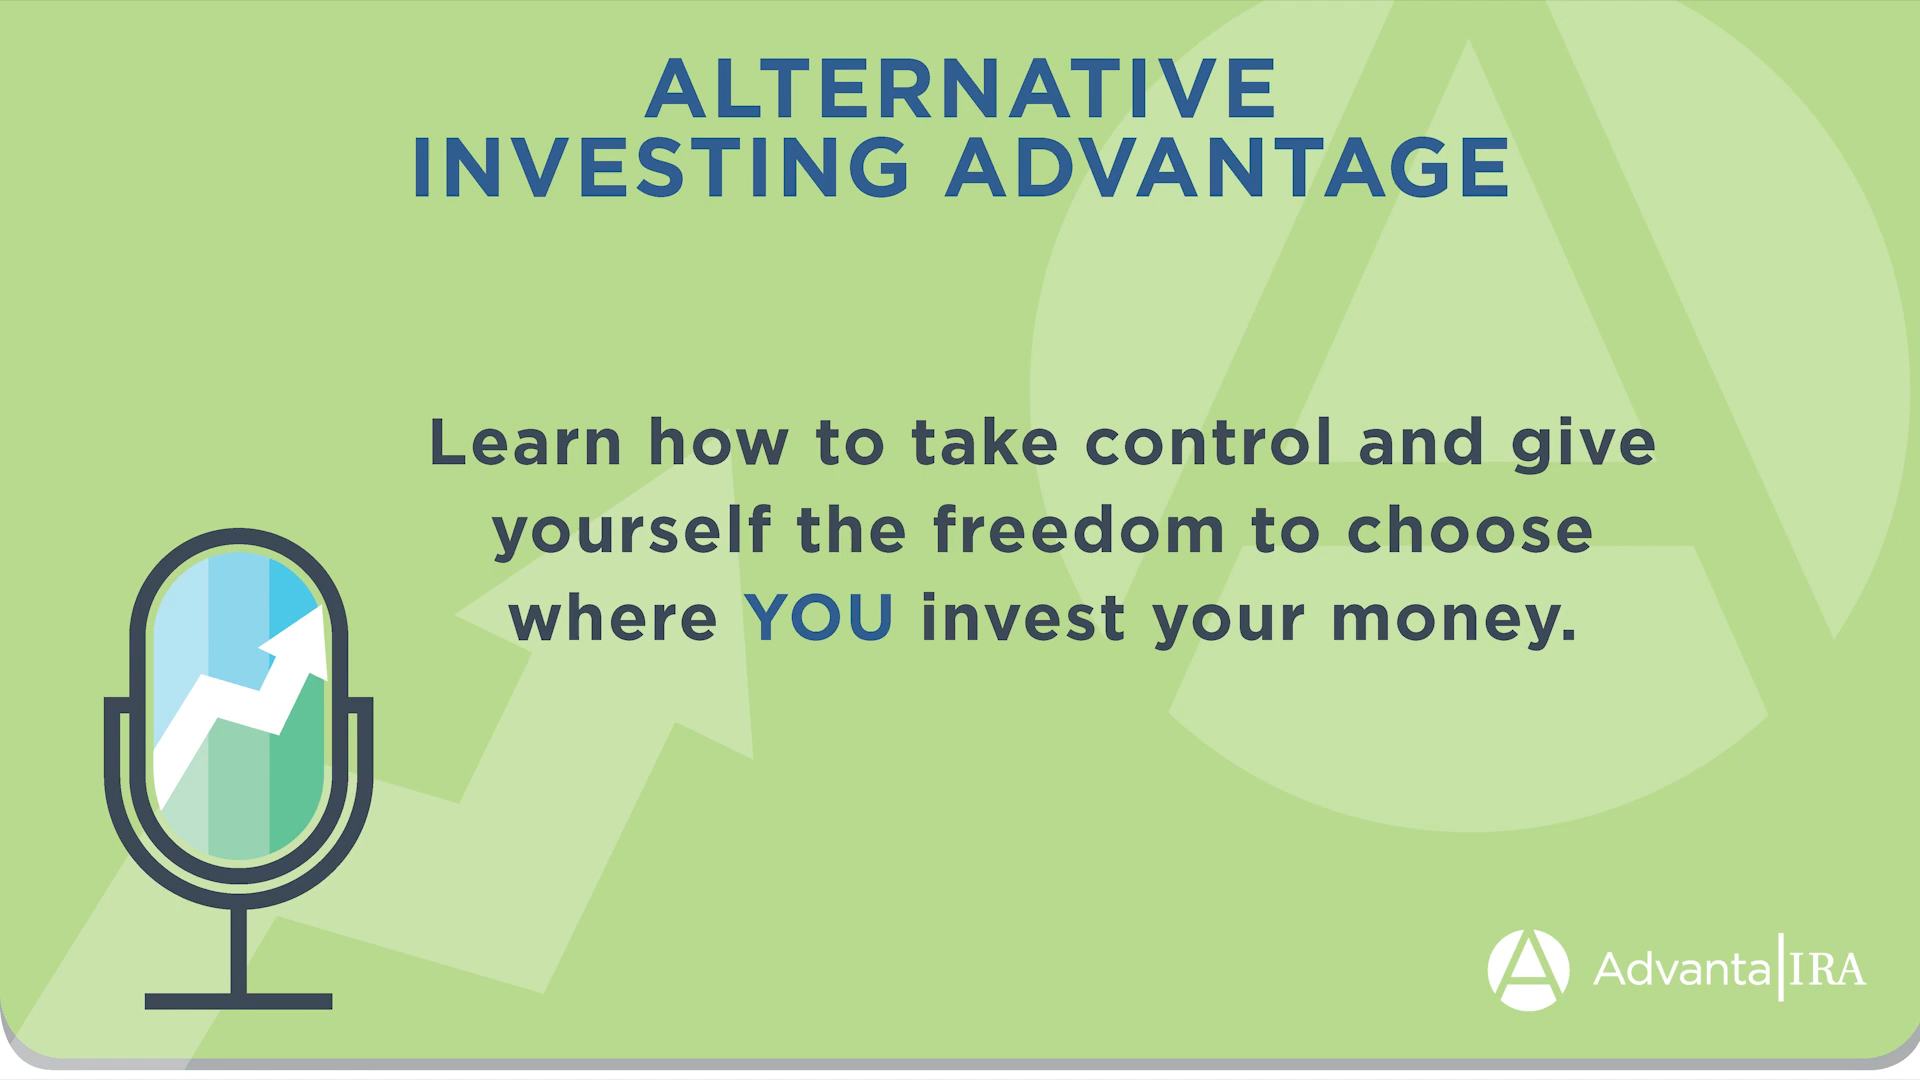 ALTERNATIVE
INVESTING ADVANTAGE
Learn how to take control and give
yourself the freedom to choose
where YOU invest your money.
Advanta|IRA